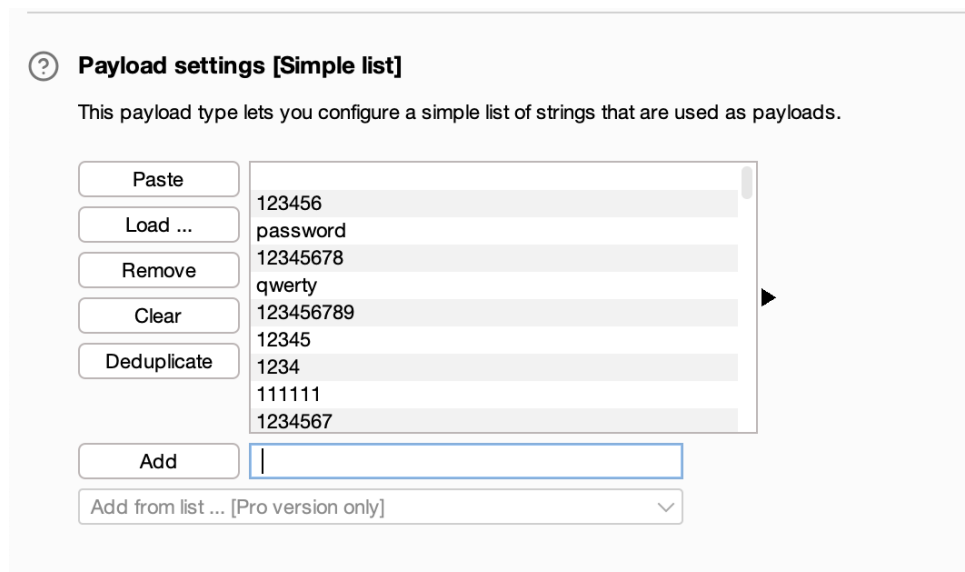 ?
Payload settings [Simple list]
This payload type lets you configure a simple list of strings that are used as payloads.
Paste
Load ...
Remove
Clear
Deduplicate
123456
password
12345678
qwerty
123456789
12345
1234
111111
1234567
Add
Add from list ... [Pro version only]